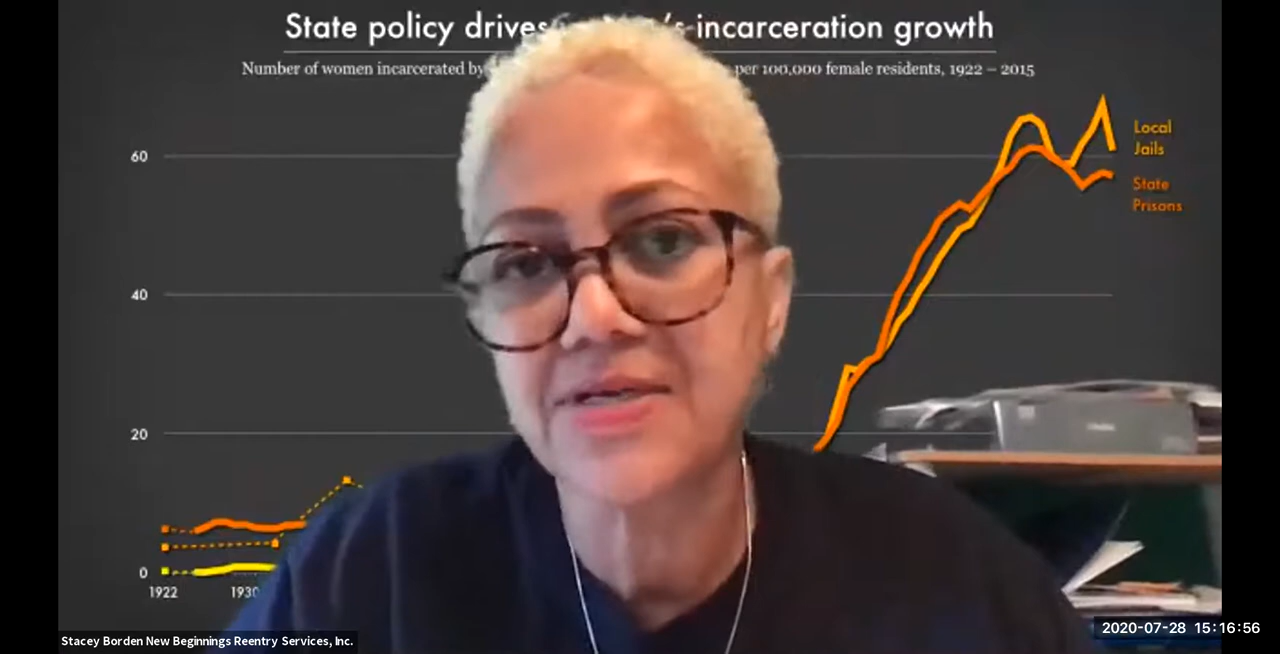 State policy drives incarceration growth
Number of women incarcerated by per 100,000 female residents, 1922 – 2015
60
Local
Jails
State
Prisons
40
20
0
1922 1930
Stacey Borden New Beginnings Reentry Services, Inc.
2020-07-28 15:16:56